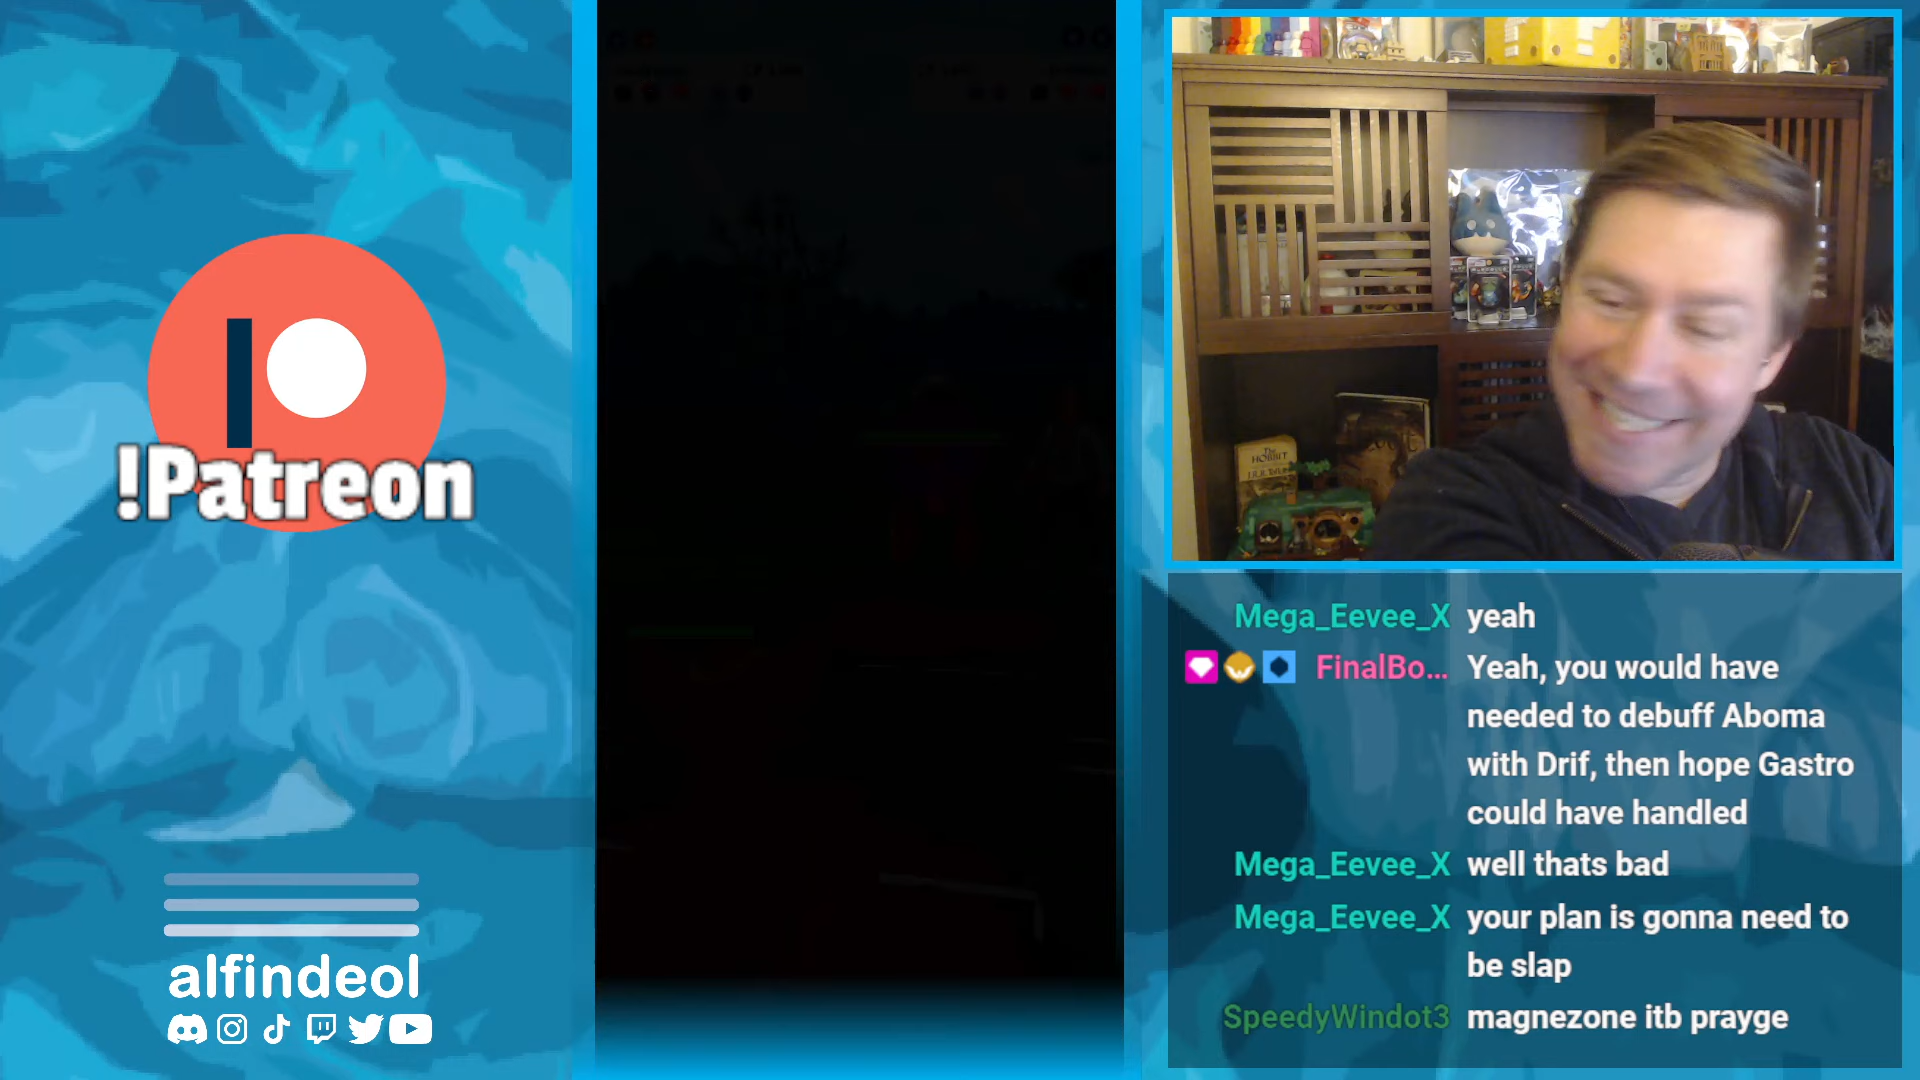 !Patreon
alfindeol
The
HOBBIT
Mega_Eevee_X yeah
FinalBo... Yeah, you would have
needed to debuff Aboma
with Drif, then hope Gastro
could have handled
Mega_Eevee_X well thats bad
Mega_Eevee_X your plan is gonna need to
be slap
SpeedyWindot3 magnezone itb prayge